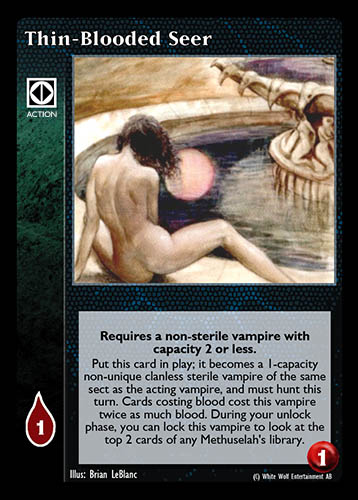 Thin-Blooded Seer
ACTION
Requires a non-sterile vampire with
capacity 2 or less.
Put this card in play; it becomes a 1-capacity
non-unique clanless sterile vampire of the same
sect as the acting vampire, and must hunt this
turn. Cards costing blood cost this vampire
twice as much blood. During your unlock
phase, you can lock this vampire to look at the
top 2 cards of any Methuselah's library.
1
1
Illus: Brian LeBlanc
(C) White Wolf Entertainment AB